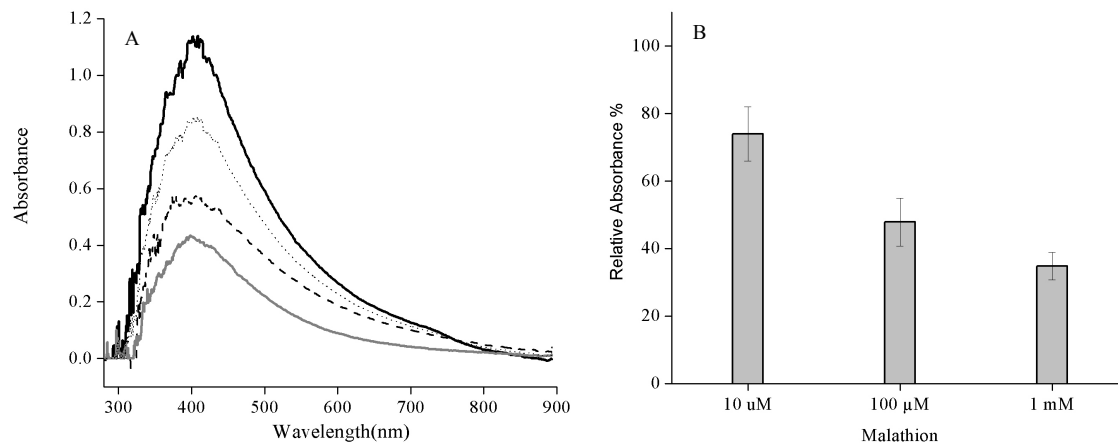 A
1.2
1.0
0.8
0.6
0.4
0.2
0.0
Absorbance
300 400 500 600 700 800 900
Wavelength(nm)
B
100
80
60
40
20
0
Relative Absorbance %
10 uM 100 µM 1 mM
Malathion